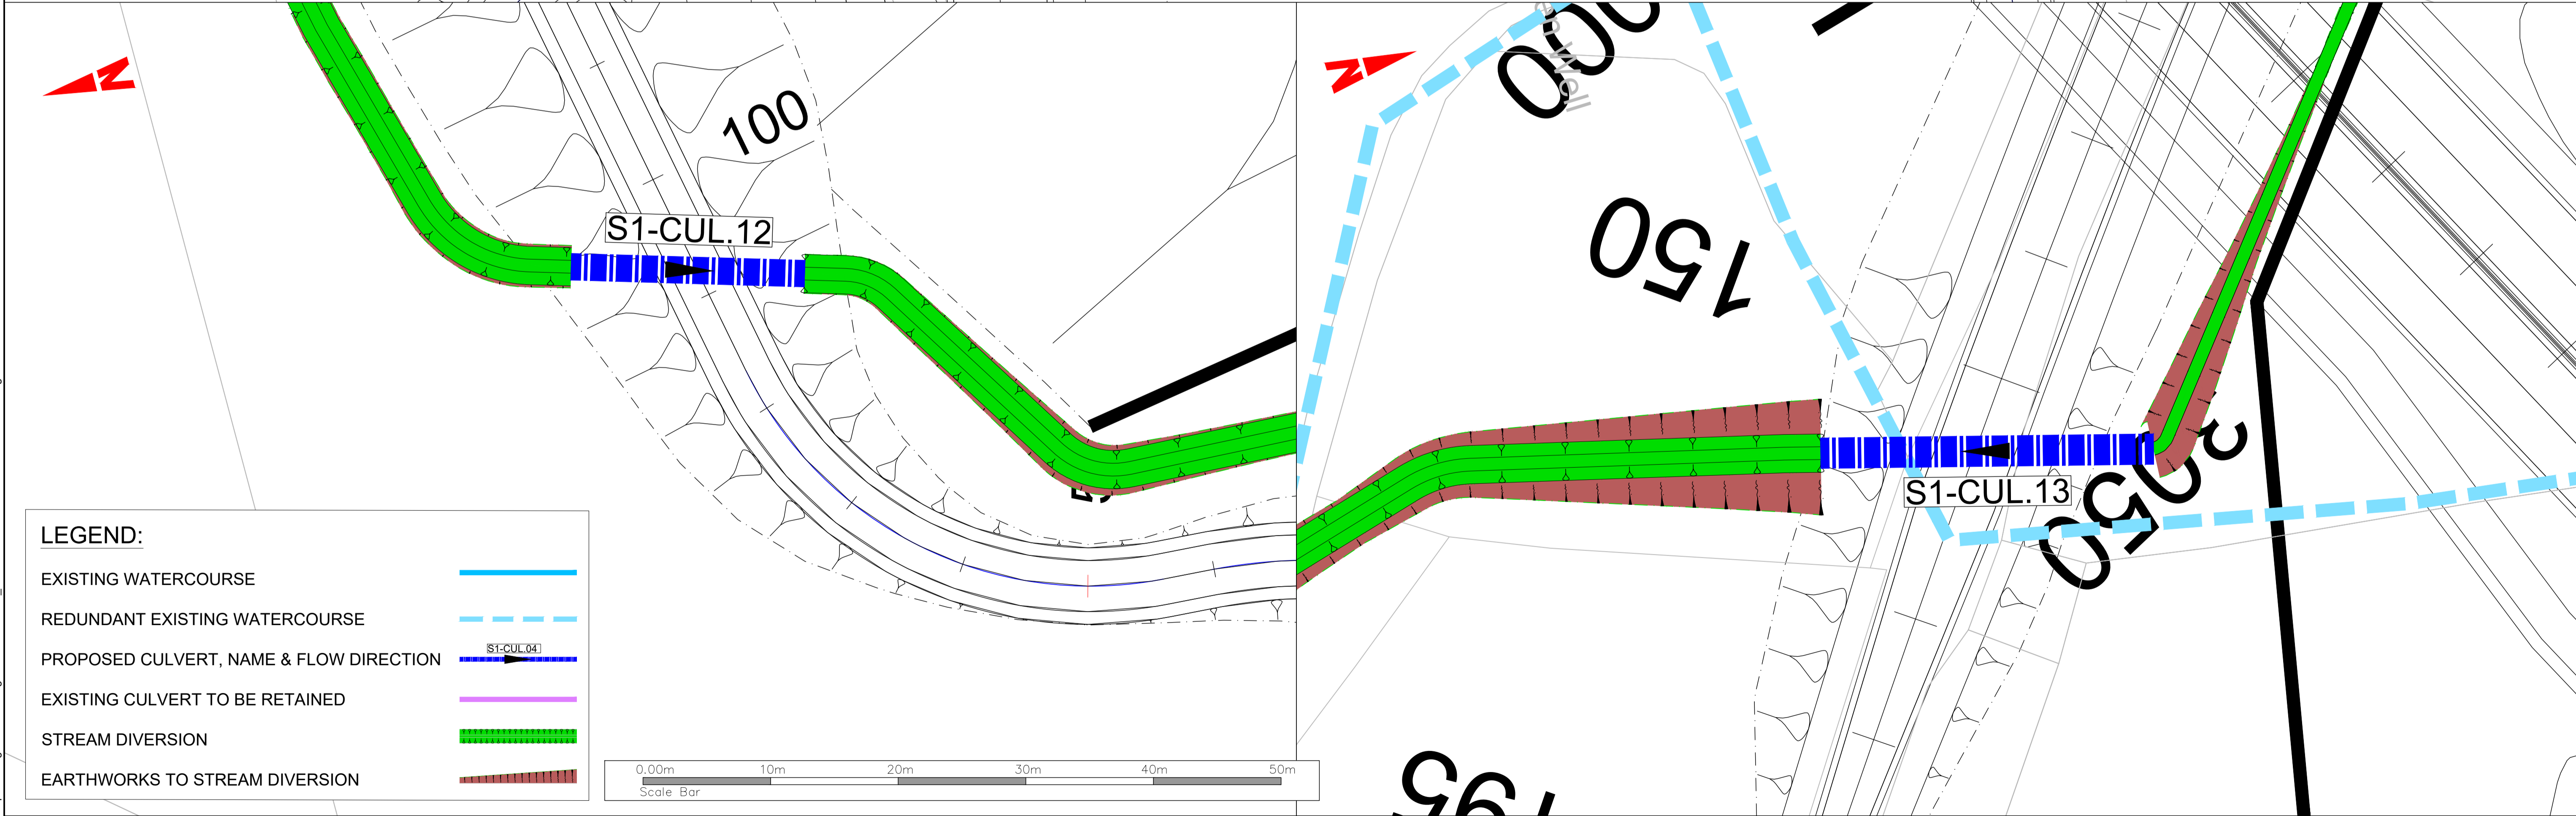 N
100
S1-CUL.12
LEGEND:
EXISTING WATERCOURSE
REDUNDANT EXISTING WATERCOURSE
PROPOSED CULVERT, NAME & FLOW DIRECTION
S1-CUL.04
EXISTING CULVERT TO BE RETAINED
STREAM DIVERSION
EARTHWORKS TO STREAM DIVERSION
0.00m 10m 20m 30m 40m 50m
Scale Bar
N
Well
150
S1-CUL.13
195